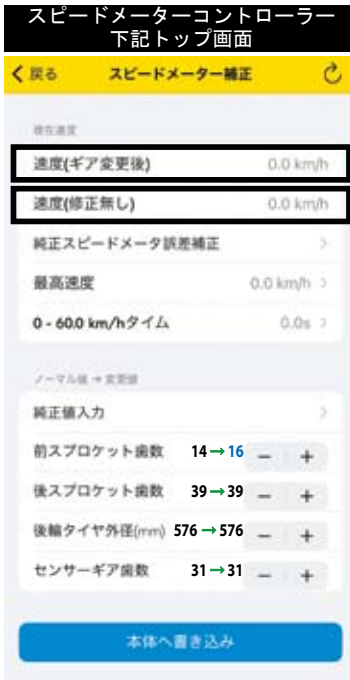 スピードメーターコントローラー
下記トップ画面
戻る スピードメーター補正
現在速度
速度(ギア変更後) 0.0 km/h
速度(修正無し) 0.0 km/h
純正スピードメータ誤差補正
最高速度 0.0 km/h
0 - 60.0 km/hタイム 0.0s
ノーマル値 → 変更値
純正値入力
前スプロケット歯数 14→16 − +
後スプロケット歯数 39→39 − +
後輪タイヤ外径(mm) 576→576 − +
センサーギア歯数 31→31 − +
本体へ書き込み